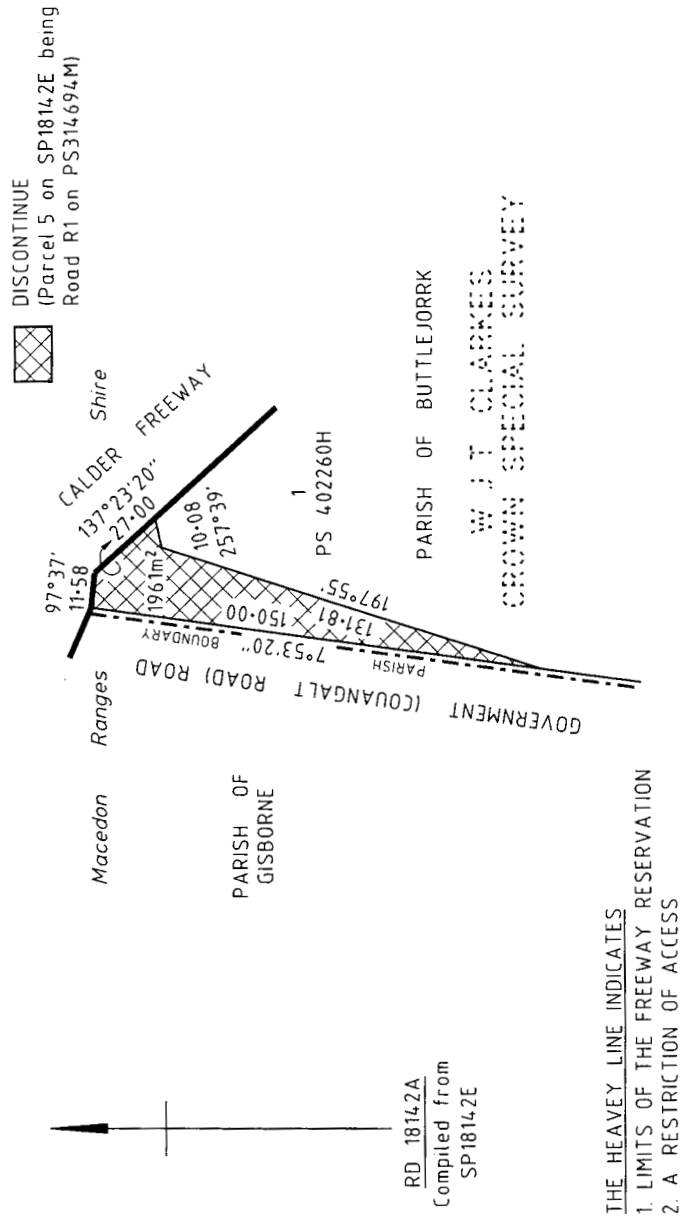 DISCONTINUE
(Parcel 5 on SP18142E being
Road R1 on PS314694M)
Macedon Ranges Shire
CALDER FREEWAY
97°37'
11·58
137°23'20"
27·00
10·08
257°39'
1961m²
1
PS 402260H
PARISH OF
GISBORNE
GOVERNMENT (COUANGALT ROAD) ROAD
PARISH BOUNDARY
7°53'20"
150·00
131·81
197°55'
PARISH OF BUTTLEJORRK
W J T CLARKES
CROWN SPECIAL SURVEY
RD 18142A
Compiled from
SP18142E
THE HEAVEY LINE INDICATES
1. LIMITS OF THE FREEWAY RESERVATION
2. A RESTRICTION OF ACCESS